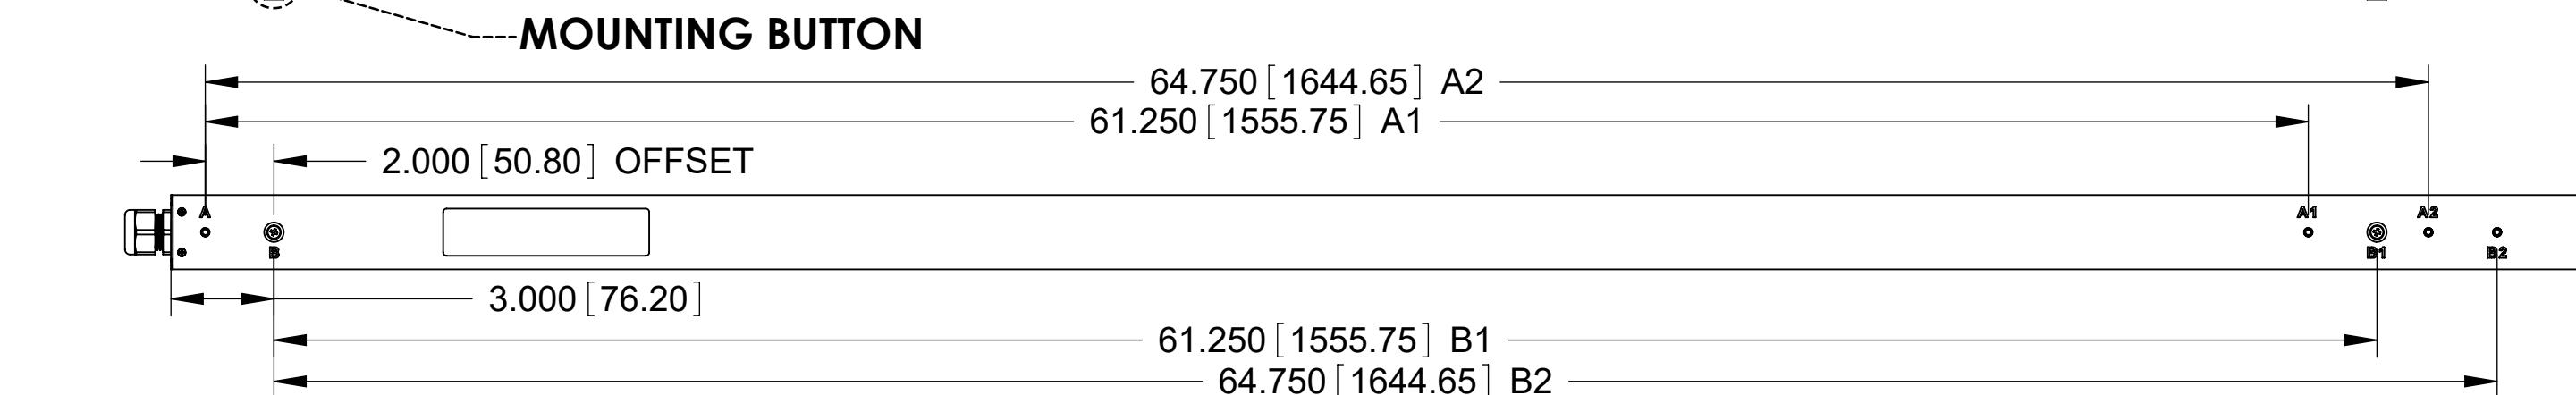 MOUNTING BUTTON
64.750 [1644.65] A2
61.250 [1555.75] A1
2.000 [50.80] OFFSET
A A1 A2
B B1 B2
3.000 [76.20]
61.250 [1555.75] B1
64.750 [1644.65] B2